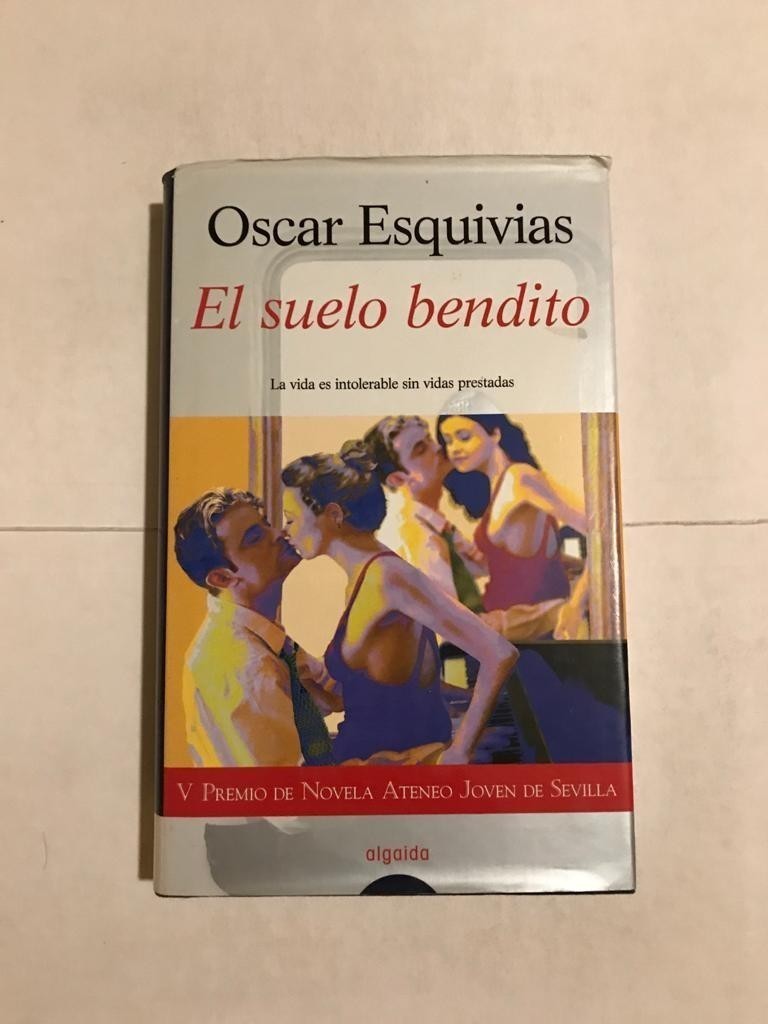 Oscar Esquivias
El suelo bendito
La vida es intolerable sin vidas prestadas
V PREMIO DE NOVELA ATENEO JOVEN DE SEVILLA
algaida